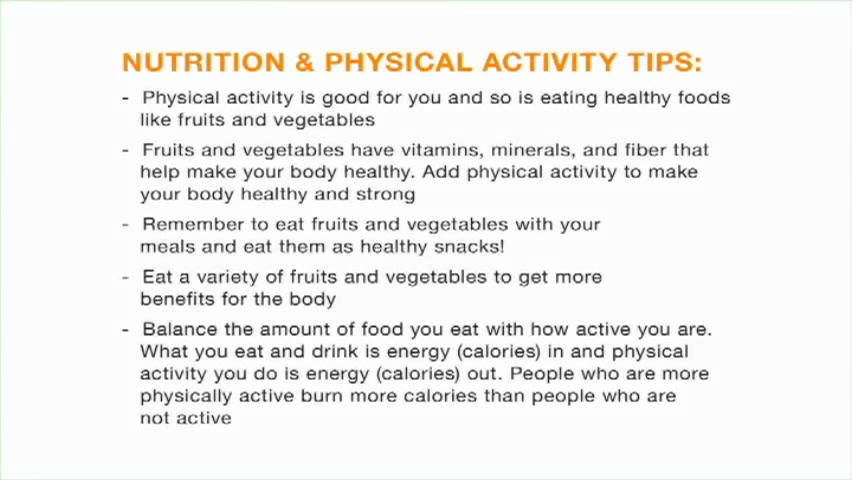 NUTRITION & PHYSICAL ACTIVITY TIPS:
- Physical activity is good for you and so is eating healthy foods
like fruits and vegetables
- Fruits and vegetables have vitamins, minerals, and fiber that
help make your body healthy. Add physical activity to make
your body healthy and strong
- Remember to eat fruits and vegetables with your
meals and eat them as healthy snacks!
- Eat a variety of fruits and vegetables to get more
benefits for the body
- Balance the amount of food you eat with how active you are.
What you eat and drink is energy (calories) in and physical
activity you do is energy (calories) out. People who are more
physically active burn more calories than people who are
not active